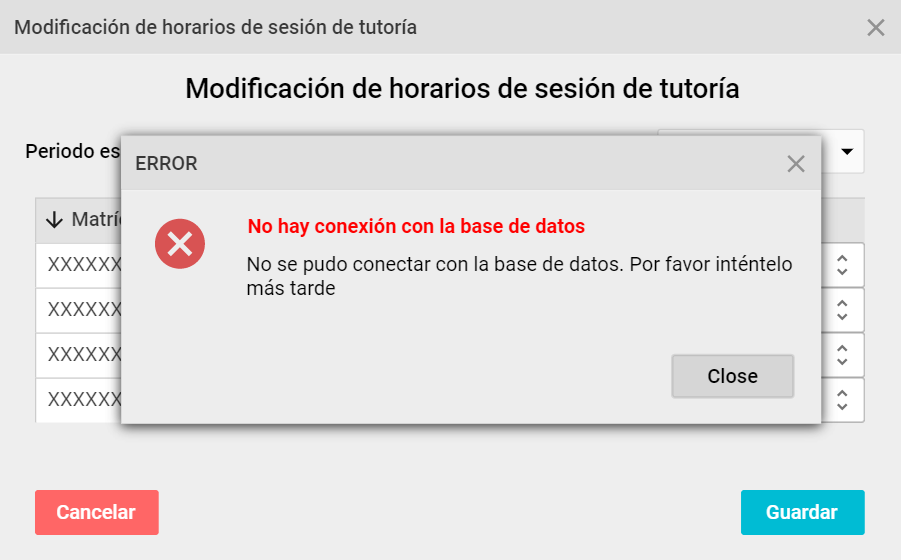 Modificación de horarios de sesión de tutoría
Modificación de horarios de sesión de tutoría
Periodo
ERROR
No hay conexión con la base de datos
No se pudo conectar con la base de datos. Por favor inténtelo
más tarde
Close
XXXXXX
XXXXXX
XXXXXX
XXXXXX
Cancelar
Guardar